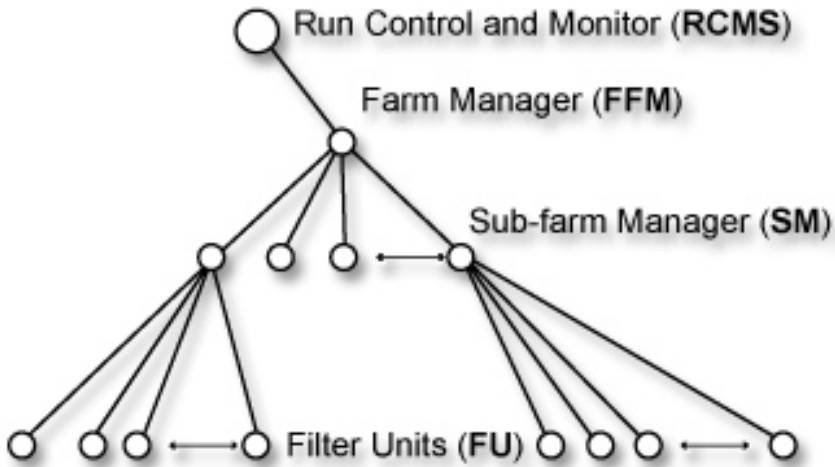 Run Control and Monitor (RCMS)
Farm Manager (FFM)
Sub-farm Manager (SM)
Filter Units (FU)